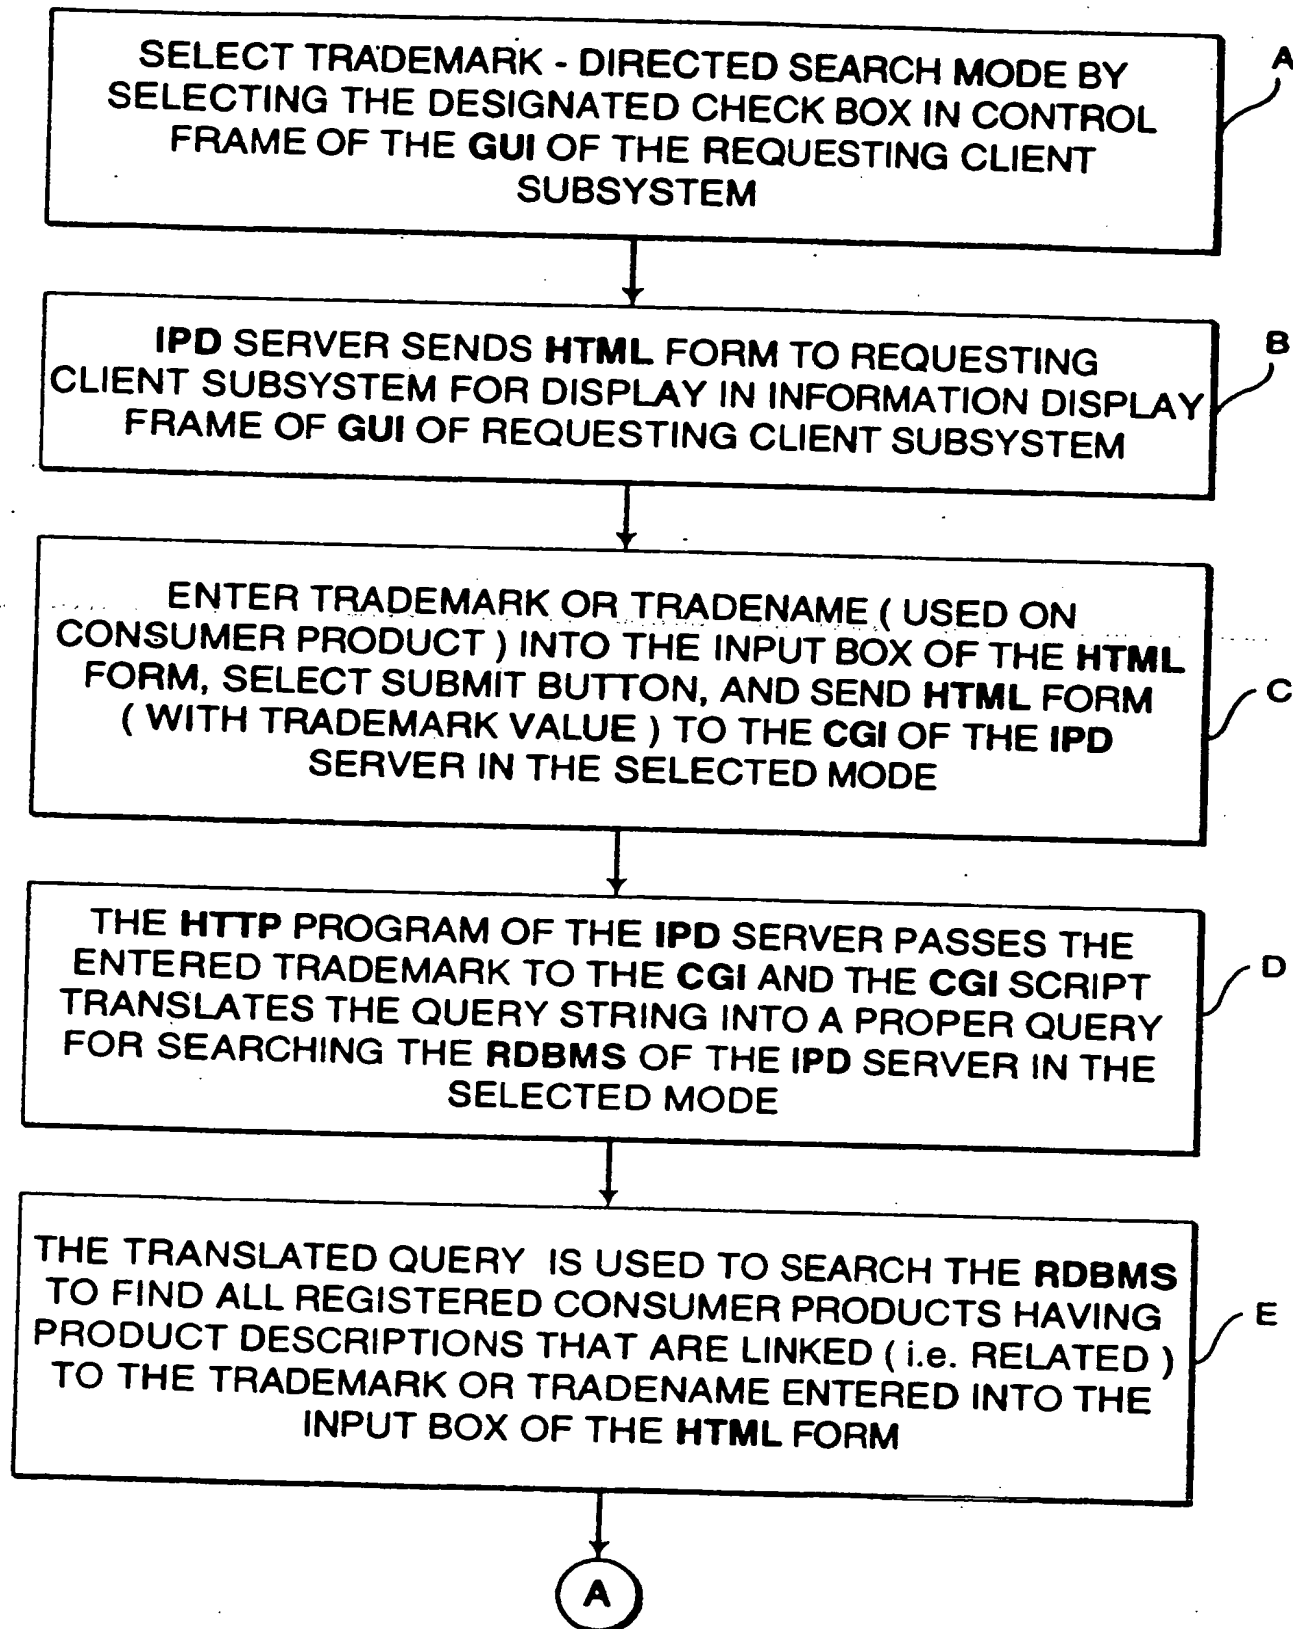 SELECT TRADEMARK - DIRECTED SEARCH MODE BY
SELECTING THE DESIGNATED CHECK BOX IN CONTROL
FRAME OF THE GUI OF THE REQUESTING CLIENT
SUBSYSTEM
A
IPD SERVER SENDS HTML FORM TO REQUESTING
CLIENT SUBSYSTEM FOR DISPLAY IN INFORMATION DISPLAY
FRAME OF GUI OF REQUESTING CLIENT SUBSYSTEM
B
ENTER TRADEMARK OR TRADENAME ( USED ON
CONSUMER PRODUCT ) INTO THE INPUT BOX OF THE HTML
FORM, SELECT SUBMIT BUTTON, AND SEND HTML FORM
( WITH TRADEMARK VALUE ) TO THE CGI OF THE IPD
SERVER IN THE SELECTED MODE
C
THE HTTP PROGRAM OF THE IPD SERVER PASSES THE
ENTERED TRADEMARK TO THE CGI AND THE CGI SCRIPT
TRANSLATES THE QUERY STRING INTO A PROPER QUERY
FOR SEARCHING THE RDBMS OF THE IPD SERVER IN THE
SELECTED MODE
D
THE TRANSLATED QUERY IS USED TO SEARCH THE RDBMS
TO FIND ALL REGISTERED CONSUMER PRODUCTS HAVING
PRODUCT DESCRIPTIONS THAT ARE LINKED ( i.e. RELATED )
TO THE TRADEMARK OR TRADENAME ENTERED INTO THE
INPUT BOX OF THE HTML FORM
E
A